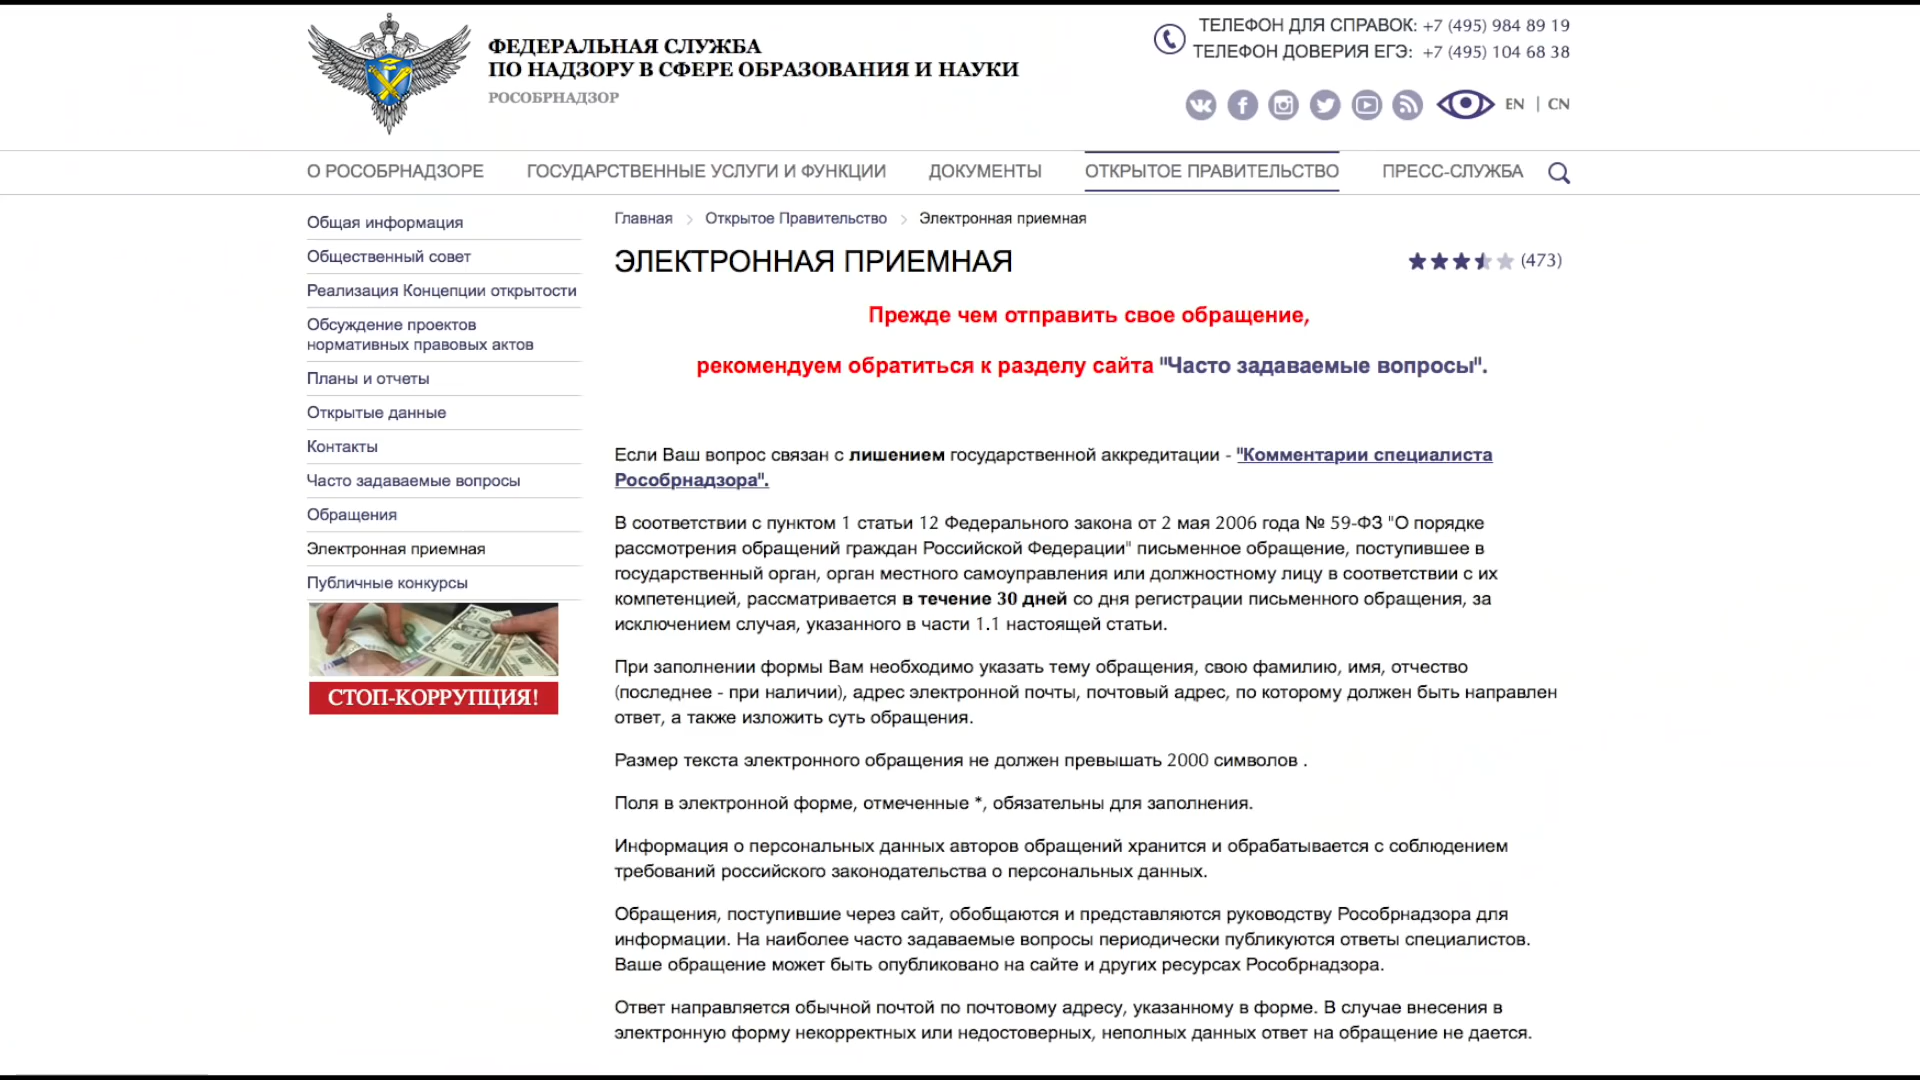 ФЕДЕРАЛЬНАЯ СЛУЖБА
ПО НАДЗОРУ В СФЕРЕ ОБРАЗОВАНИЯ И НАУКИ
РОСОБРНАДЗОР
ТЕЛЕФОН ДЛЯ СПРАВОК: +7 (495) 984 89 19
ТЕЛЕФОН ДОВЕРИЯ ЕГЭ: +7 (495) 104 68 38
EN | CN
О РОСОБРНАДЗОРЕ ГОСУДАРСТВЕННЫЕ УСЛУГИ И ФУНКЦИИ ДОКУМЕНТЫ ОТКРЫТОЕ ПРАВИТЕЛЬСТВО ПРЕСС-СЛУЖБА
Общая информация
Общественный совет
Реализация Концепции открытости
Обсуждение проектов
нормативных правовых актов
Планы и отчеты
Открытые данные
Контакты
Часто задаваемые вопросы
Обращения
Электронная приемная
Публичные конкурсы
СТОП-КОРРУПЦИЯ!
Главная > Открытое Правительство > Электронная приемная
ЭЛЕКТРОННАЯ ПРИЕМНАЯ
(473)
Прежде чем отправить свое обращение,
рекомендуем обратиться к разделу сайта "Часто задаваемые вопросы".
Если Ваш вопрос связан с лишением государственной аккредитации - "Комментарии специалиста
Рособрнадзора".
В соответствии с пунктом 1 статьи 12 Федерального закона от 2 мая 2006 года № 59-ФЗ "О порядке
рассмотрения обращений граждан Российской Федерации" письменное обращение, поступившее в
государственный орган, орган местного самоуправления или должностному лицу в соответствии с их
компетенцией, рассматривается в течение 30 дней со дня регистрации письменного обращения, за
исключением случая, указанного в части 1.1 настоящей статьи.
При заполнении формы Вам необходимо указать тему обращения, свою фамилию, имя, отчество
(последнее - при наличии), адрес электронной почты, почтовый адрес, по которому должен быть направлен
ответ, а также изложить суть обращения.
Размер текста электронного обращения не должен превышать 2000 символов .
Поля в электронной форме, отмеченные *, обязательны для заполнения.
Информация о персональных данных авторов обращений хранится и обрабатывается с соблюдением
требований российского законодательства о персональных данных.
Обращения, поступившие через сайт, обобщаются и представляются руководству Рособрнадзора для
информации. На наиболее часто задаваемые вопросы периодически публикуются ответы специалистов.
Ваше обращение может быть опубликовано на сайте и других ресурсах Рособрнадзора.
Ответ направляется обычной почтой по почтовому адресу, указанному в форме. В случае внесения в
электронную форму некорректных или недостоверных, неполных данных ответ на обращение не дается.